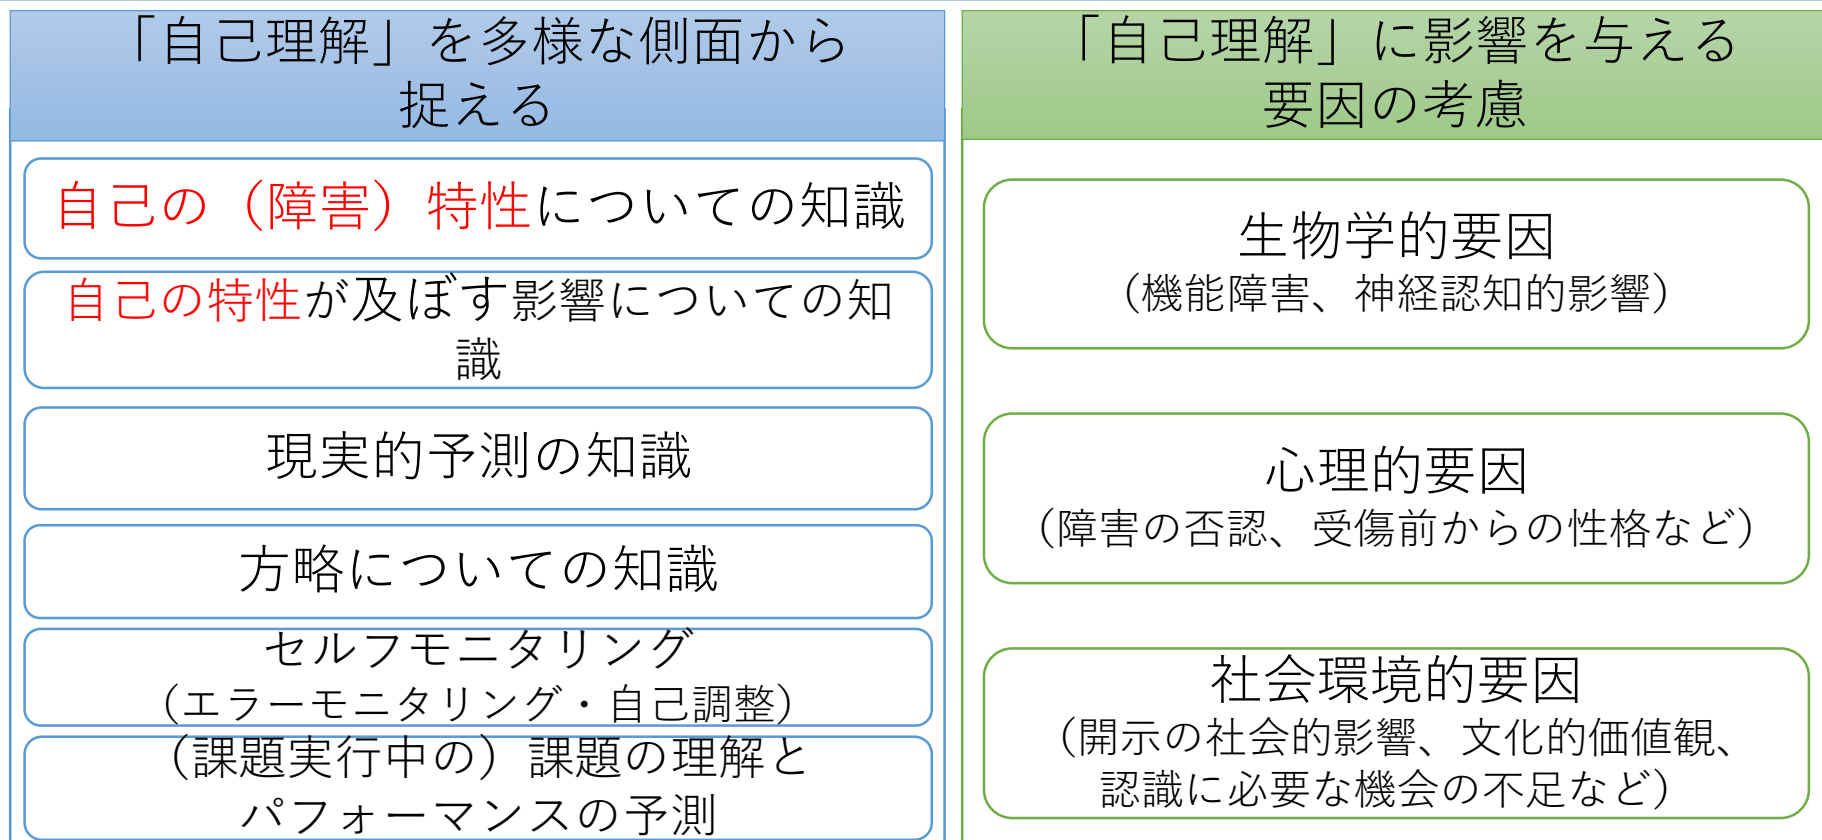 「自己理解」を多様な側面から
捉える
自己の（障害）特性についての知識
自己の特性が及ぼす影響についての知
識
現実的予測の知識
方略についての知識
セルフモニタリング
（エラーモニタリング・自己調整）
（課題実行中の）課題の理解と
パフォーマンスの予測
「自己理解」に影響を与える
要因の考慮
生物学的要因
（機能障害、神経認知的影響）
心理的要因
（障害の否認、受傷前からの性格など）
社会環境的要因
（開示の社会的影響、文化的価値観、
認識に必要な機会の不足など）